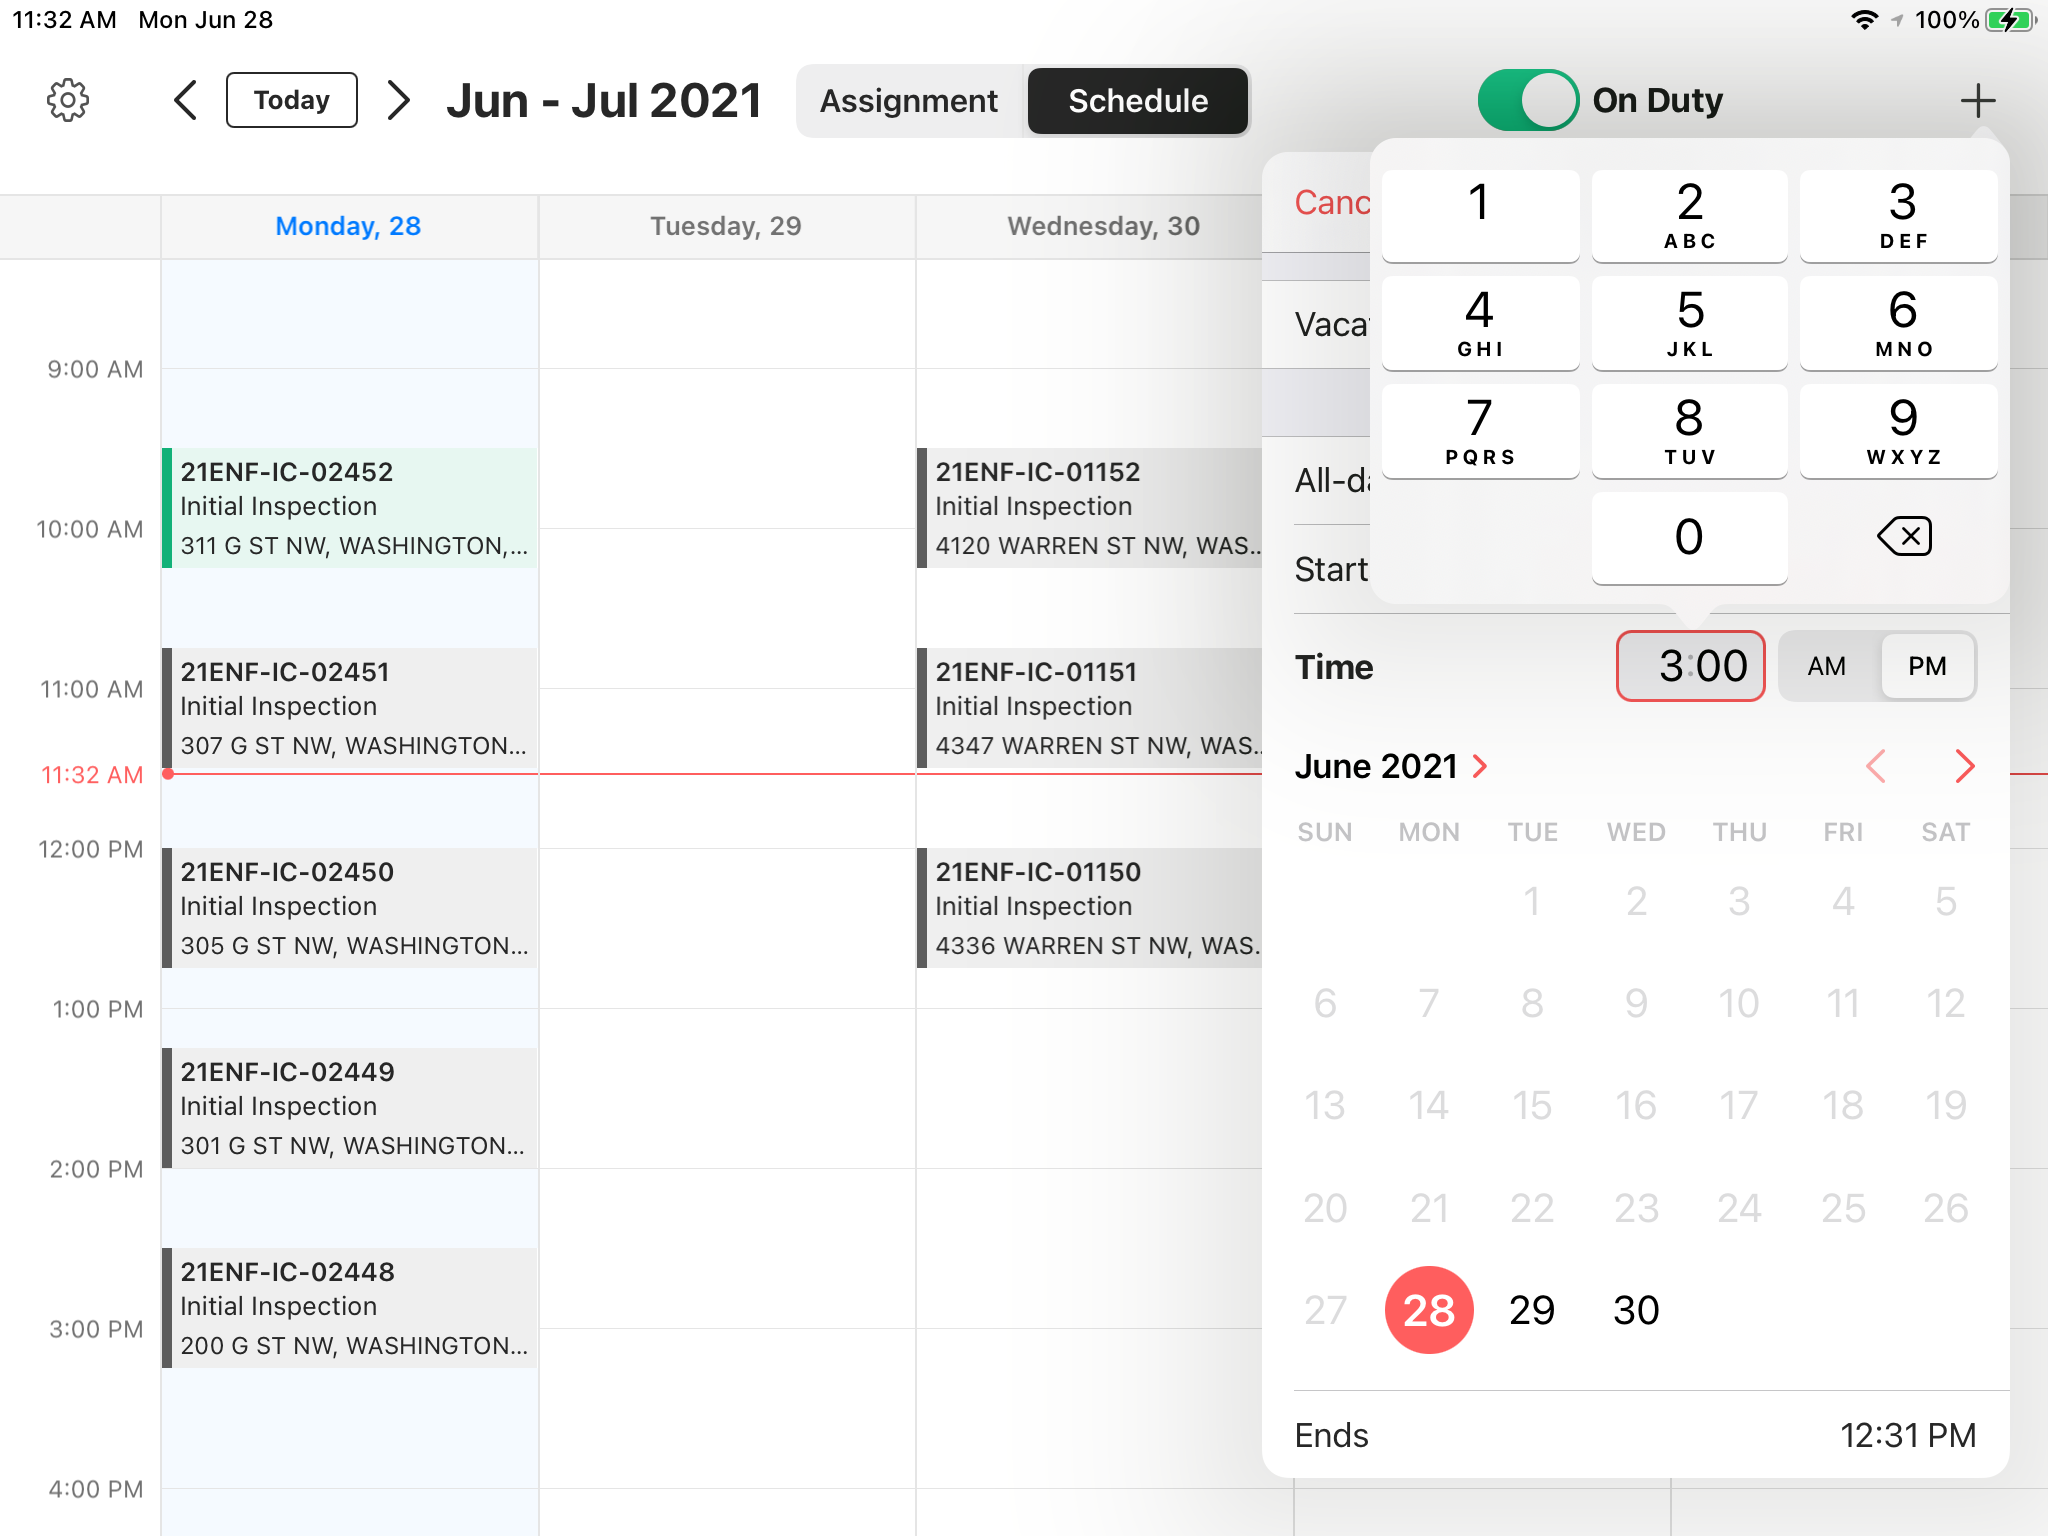 11:32 AM Mon Jun 28
100%
Today
Jun - Jul 2021
Assignment
Schedule
On Duty
Monday, 28
Tuesday, 29
Wednesday, 30
9:00 AM
10:00 AM
11:00 AM
11:32 AM
12:00 PM
1:00 PM
2:00 PM
3:00 PM
4:00 PM
21ENF-IC-02452
Initial Inspection
311 G ST NW, WASHINGTON,...
21ENF-IC-02451
Initial Inspection
307 G ST NW, WASHINGTON...
21ENF-IC-02450
Initial Inspection
305 G ST NW, WASHINGTON...
21ENF-IC-02449
Initial Inspection
301 G ST NW, WASHINGTON...
21ENF-IC-02448
Initial Inspection
200 G ST NW, WASHINGTON...
21ENF-IC-01152
Initial Inspection
4120 WARREN ST NW, WAS...
21ENF-IC-01151
Initial Inspection
4347 WARREN ST NW, WAS...
21ENF-IC-01150
Initial Inspection
4336 WARREN ST NW, WAS.
Canc
Vaca
All-da
Start
1 2 3
ABC DEF
4 5 6
GHI JKL MNO
7 8 9
PQRS TUV WXYZ
0
Time 3:00 AM PM
June 2021
SUN MON TUE WED THU FRI SAT
1 2 3 4 5
6 7 8 9 10 11 12
13 14 15 16 17 18 19
20 21 22 23 24 25 26
27 28 29 30
Ends 12:31 PM